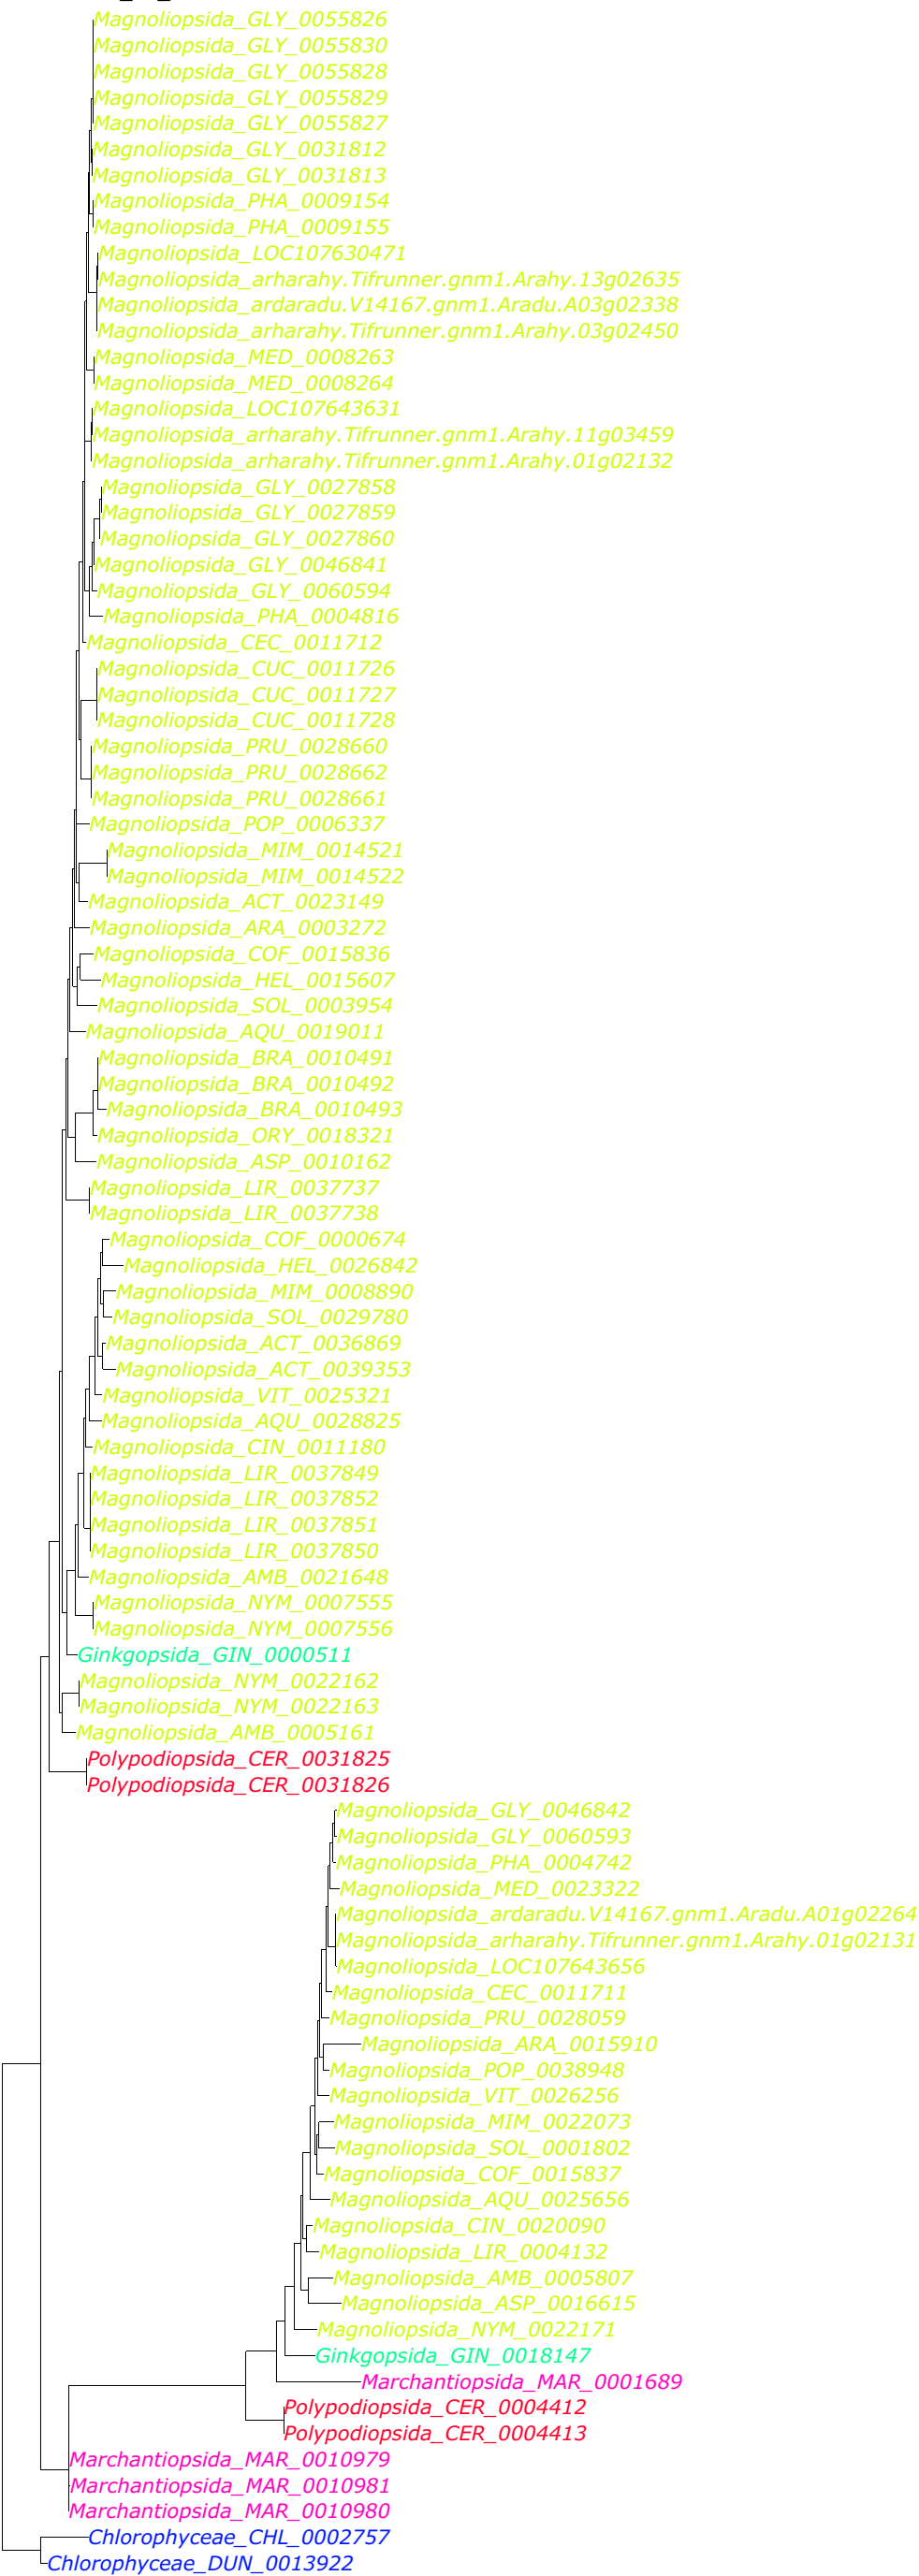 Magnoliopsida_GLY_0055826
Magnoliopsida_GLY_0055830
Magnoliopsida_GLY_0055828
Magnoliopsida_GLY_0055829
Magnoliopsida_GLY_0055827
Magnoliopsida_GLY_0031812
Magnoliopsida_GLY_0031813
Magnoliopsida_PHA_0009154
Magnoliopsida_PHA_0009155
Magnoliopsida_LOC107630471
Magnoliopsida_arharahy.Tifrunner.gnm1.Arahy.13g02635
Magnoliopsida_ardaradu.V14167.gnm1.Aradu.A03g02338
Magnoliopsida_arharahy.Tifrunner.gnm1.Arahy.03g02450
Magnoliopsida_MED_0008263
Magnoliopsida_MED_0008264
Magnoliopsida_LOC107643631
Magnoliopsida_arharahy.Tifrunner.gnm1.Arahy.11g03459
Magnoliopsida_arharahy.Tifrunner.gnm1.Arahy.01g02132
Magnoliopsida_GLY_0027858
Magnoliopsida_GLY_0027859
Magnoliopsida_GLY_0027860
Magnoliopsida_GLY_0046841
Magnoliopsida_GLY_0060594
Magnoliopsida_PHA_0004816
Magnoliopsida_CEC_0011712
Magnoliopsida_CUC_0011726
Magnoliopsida_CUC_0011727
Magnoliopsida_CUC_0011728
Magnoliopsida_PRU_0028660
Magnoliopsida_PRU_0028662
Magnoliopsida_PRU_0028661
Magnoliopsida_POP_0006337
Magnoliopsida_MIM_0014521
Magnoliopsida_MIM_0014522
Magnoliopsida_ACT_0023149
Magnoliopsida_ARA_0003272
Magnoliopsida_COF_0015836
Magnoliopsida_HEL_0015607
Magnoliopsida_SOL_0003954
Magnoliopsida_AQU_0019011
Magnoliopsida_BRA_0010491
Magnoliopsida_BRA_0010492
Magnoliopsida_BRA_0010493
Magnoliopsida_ORY_0018321
Magnoliopsida_ASP_0010162
Magnoliopsida_LIR_0037737
Magnoliopsida_LIR_0037738
Magnoliopsida_COF_0000674
Magnoliopsida_HEL_0026842
Magnoliopsida_MIM_0008890
Magnoliopsida_SOL_0029780
Magnoliopsida_ACT_0036869
Magnoliopsida_ACT_0039353
Magnoliopsida_VIT_0025321
Magnoliopsida_AQU_0028825
Magnoliopsida_CIN_0011180
Magnoliopsida_LIR_0037849
Magnoliopsida_LIR_0037852
Magnoliopsida_LIR_0037851
Magnoliopsida_LIR_0037850
Magnoliopsida_AMB_0021648
Magnoliopsida_NYM_0007555
Magnoliopsida_NYM_0007556
Ginkgopsida_GIN_0000511
Magnoliopsida_NYM_0022162
Magnoliopsida_NYM_0022163
Magnoliopsida_AMB_0005161
Polypodiopsida_CER_0031825
Polypodiopsida_CER_0031826
Magnoliopsida_GLY_0046842
Magnoliopsida_GLY_0060593
Magnoliopsida_PHA_0004742
Magnoliopsida_MED_0023322
Magnoliopsida_ardaradu.V14167.gnm1.Aradu.A01g02264
Magnoliopsida_arharahy.Tifrunner.gnm1.Arahy.01g02131
Magnoliopsida_LOC107643656
Magnoliopsida_CEC_0011711
Magnoliopsida_PRU_0028059
Magnoliopsida_ARA_0015910
Magnoliopsida_POP_0038948
Magnoliopsida_VIT_0026256
Magnoliopsida_MIM_0022073
Magnoliopsida_SOL_0001802
Magnoliopsida_COF_0015837
Magnoliopsida_AQU_0025656
Magnoliopsida_CIN_0020090
Magnoliopsida_LIR_0004132
Magnoliopsida_AMB_0005807
Magnoliopsida_ASP_0016615
Magnoliopsida_NYM_0022171
Ginkgopsida_GIN_0018147
Marchantiopsida_MAR_0001689
Polypodiopsida_CER_0004412
Polypodiopsida_CER_0004413
Marchantiopsida_MAR_0010979
Marchantiopsida_MAR_0010981
Marchantiopsida_MAR_0010980
Chlorophyceae_CHL_0002757
Chlorophyceae_DUN_0013922